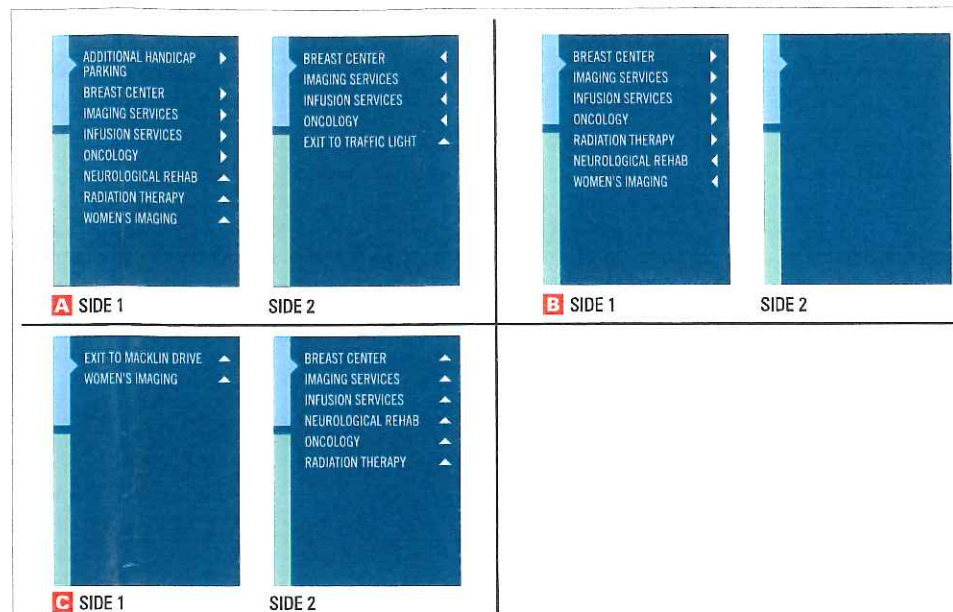 ADDITIONAL HANDICAP
PARKING
BREAST CENTER
IMAGING SERVICES
INFUSION SERVICES
ONCOLOGY
NEUROLOGICAL REHAB
RADIATION THERAPY
WOMEN'S IMAGING
A SIDE 1
BREAST CENTER
IMAGING SERVICES
INFUSION SERVICES
ONCOLOGY
EXIT TO TRAFFIC LIGHT
SIDE 2
BREAST CENTER
IMAGING SERVICES
INFUSION SERVICES
ONCOLOGY
RADIATION THERAPY
NEUROLOGICAL REHAB
WOMEN'S IMAGING
B SIDE 1
SIDE 2
EXIT TO MACKLIN DRIVE
WOMEN'S IMAGING
C SIDE 1
BREAST CENTER
IMAGING SERVICES
INFUSION SERVICES
NEUROLOGICAL REHAB
ONCOLOGY
RADIATION THERAPY
SIDE 2